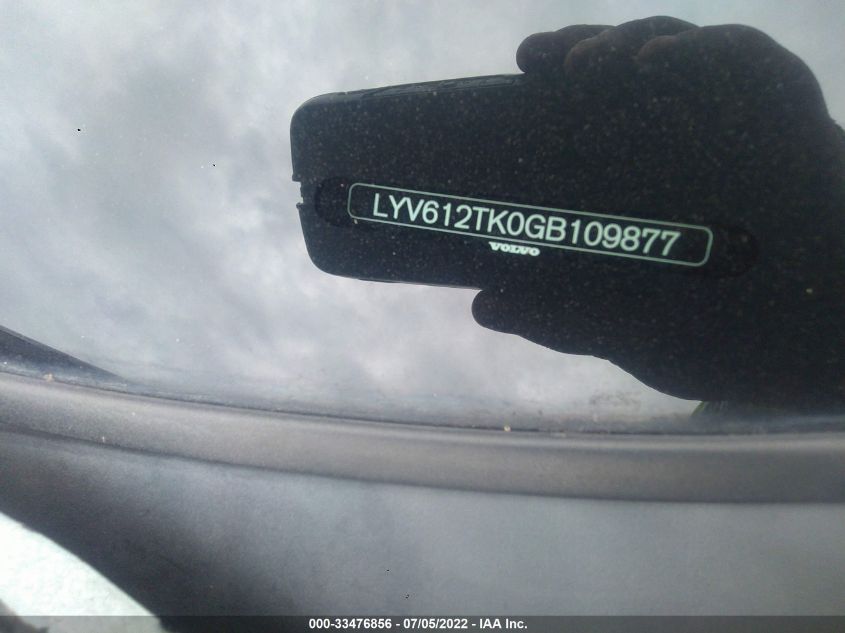 LYV612TK0GB109877
VOLVO
000-33476856 - 07/05/2022 - IAA Inc.